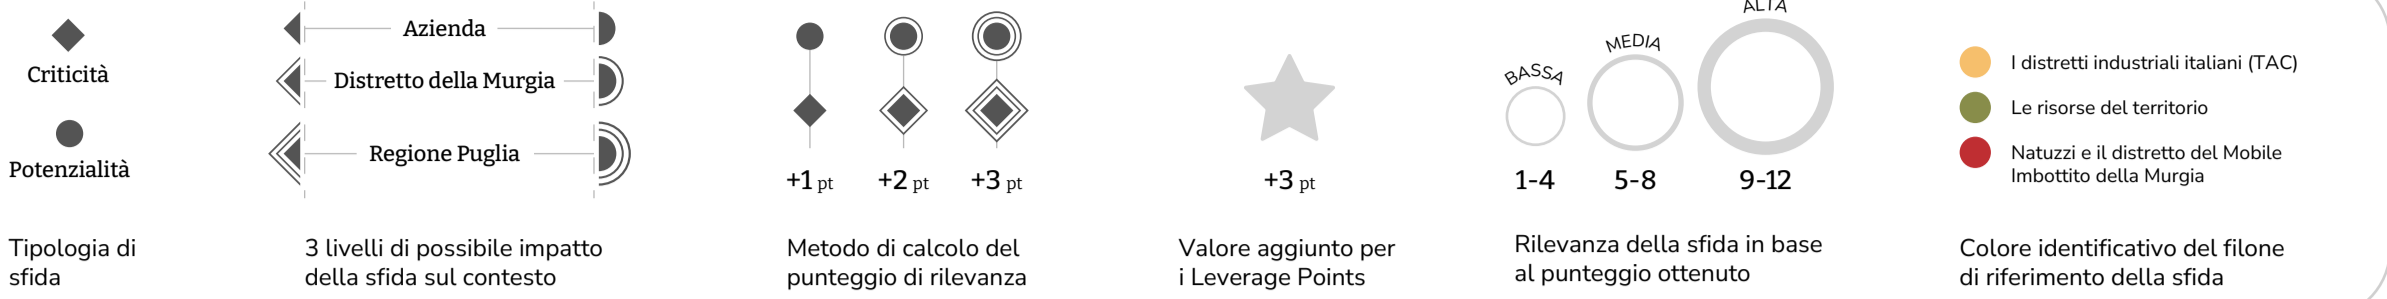 Criticità
Potenzialità
Tipologia di
sfida
Azienda
Distretto della Murgia
Regione Puglia
3 livelli di possibile impatto
della sfida sul contesto
+1 pt
+2 pt
+3 pt
Metodo di calcolo del
punteggio di rilevanza
+3 pt
Valore aggiunto per
i Leverage Points
BASSA
MEDIA
ALTA
1-4
5-8
9-12
Rilevanza della sfida in base
al punteggio ottenuto
I distretti industriali italiani (TAC)
Le risorse del territorio
Natuzzi e il distretto del Mobile
Imbottito della Murgia
Colore identificativo del filone
di riferimento della sfida